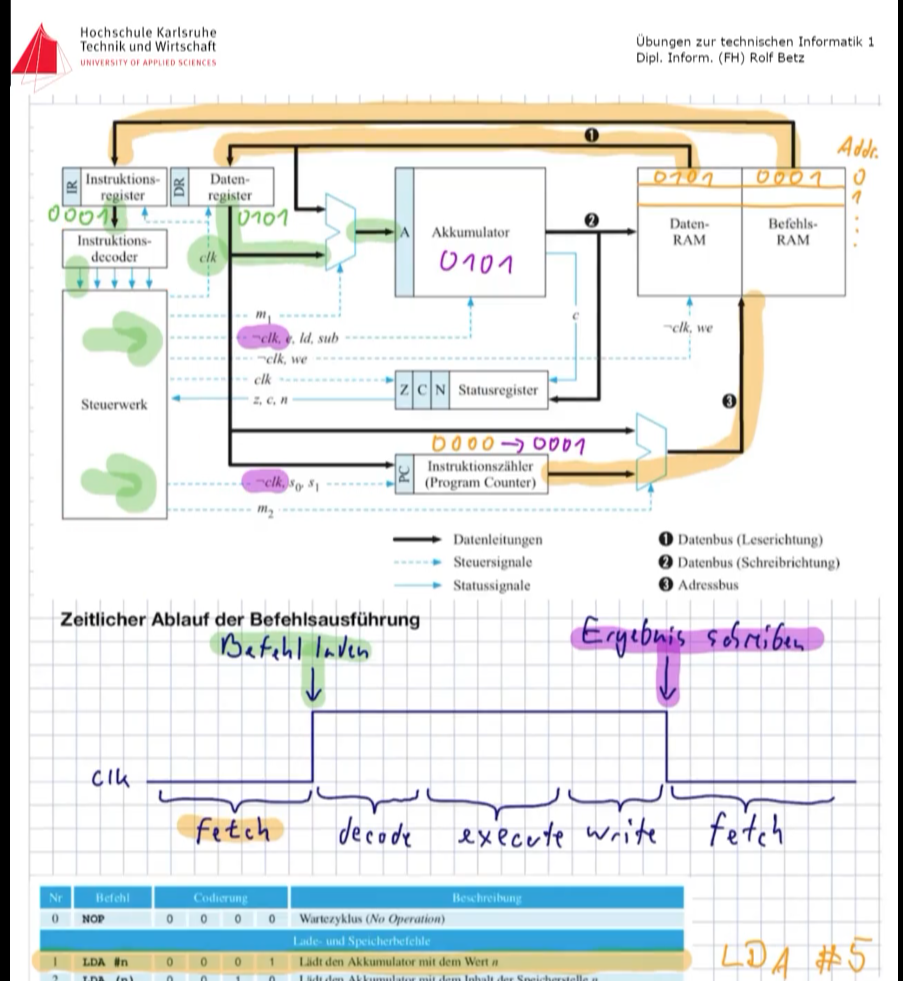 Hochschule Karlsruhe
Technik und Wirtschaft
UNIVERSITY OF APPLIED SCIENCES
Übungen zur technischen Informatik 1
Dipl. Inform. (FH) Rolf Betz
❶
Addr.
IR
Instruktions-
register
DR
Daten-
register
0101
0001
0
1
0001
0101
Instruktions-
decoder
clk
A
Akkumulator
0101
❷
Daten-
RAM
Befehls-
RAM
m1
c
¬clk, we
¬clk, e, ld, sub
¬clk, we
clk
z, c, n
Z C N
Statusregister
❸
Steuerwerk
0000 → 0001
PC
Instruktionszähler
(Program Counter)
¬clk, s0, s1
m2
Datenleitungen
❶ Datenbus (Leserichtung)
Steuersignale
❷ Datenbus (Schreibrichtung)
Statussignale
❸ Adressbus
Zeitlicher Ablauf der Befehlsausführung
Befehl laden
Ergebnis schreiben
clk
fetch
decode
execute
write
fetch
Nr Befehl Codierung Beschreibung
0 NOP 0 0 0 0 Wartezyklus (No Operation)
Lade- und Speicherbefehle
1 LDA #n 0 0 0 1 Lädt den Akkumulator mit dem Wert n
LDA #5
2 LDA (n) 0 0 1 0 Lädt den Akkumulator mit dem Inhalt der Speicherstelle n